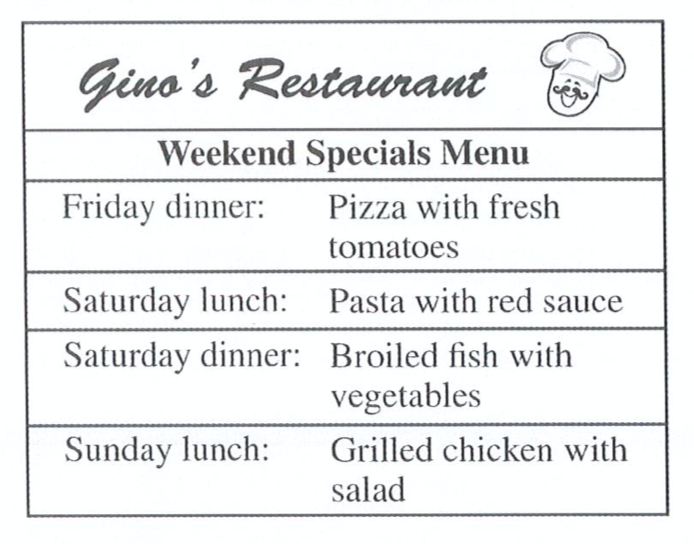 Gino's Restaurant
Weekend Specials Menu
Friday dinner: Pizza with fresh
tomatoes
Saturday lunch: Pasta with red sauce
Saturday dinner: Broiled fish with
vegetables
Sunday lunch: Grilled chicken with
salad